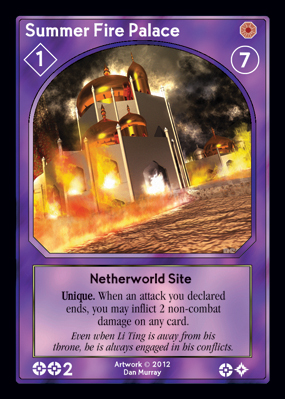 Summer Fire Palace
1
7
Netherworld Site
Unique. When an attack you declared
ends, you may inflict 2 non-combat
damage on any card.
Even when Li Ting is away from his
throne, he is always engaged in his conflicts.
2
Artwork © 2012
Dan Murray